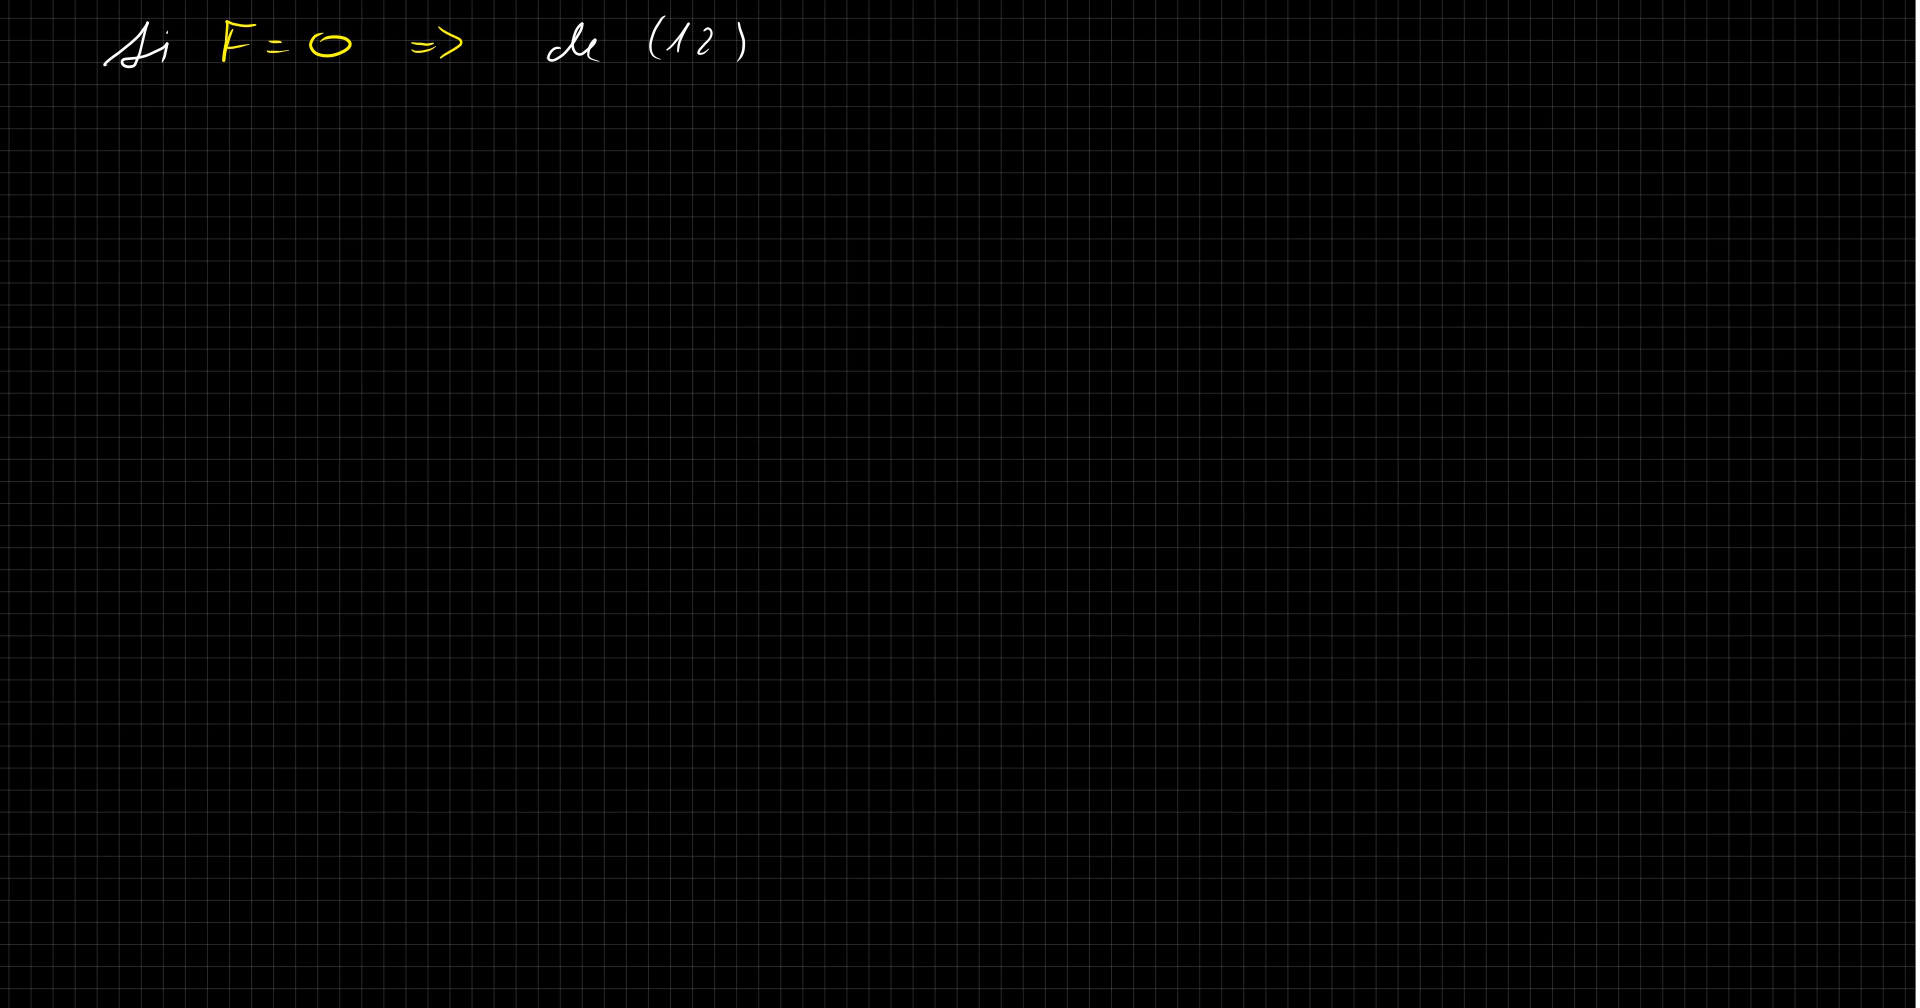 Si F = 0 => de (12)